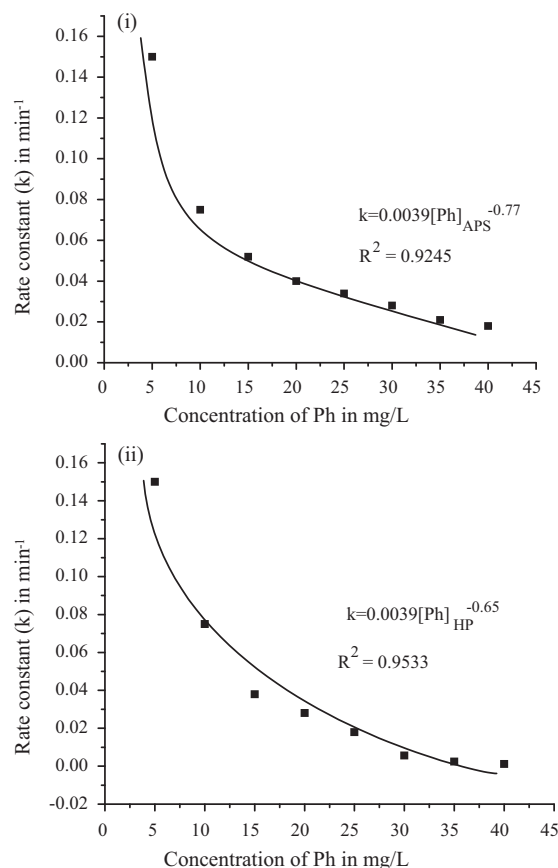 (i)
0.16
0.14
0.12
0.10
0.08
0.06
0.04
0.02
0.00
Rate constant (k) in min⁻¹
k=0.0039[Ph]APS^-0.77
R² = 0.9245
0 5 10 15 20 25 30 35 40 45
Concentration of Ph in mg/L
(ii)
0.16
0.14
0.12
0.10
0.08
0.06
0.04
0.02
0.00
-0.02
Rate constant (k) in min⁻¹
k=0.0039[Ph]HP^-0.65
R² = 0.9533
0 5 10 15 20 25 30 35 40 45
Concentration of Ph in mg/L